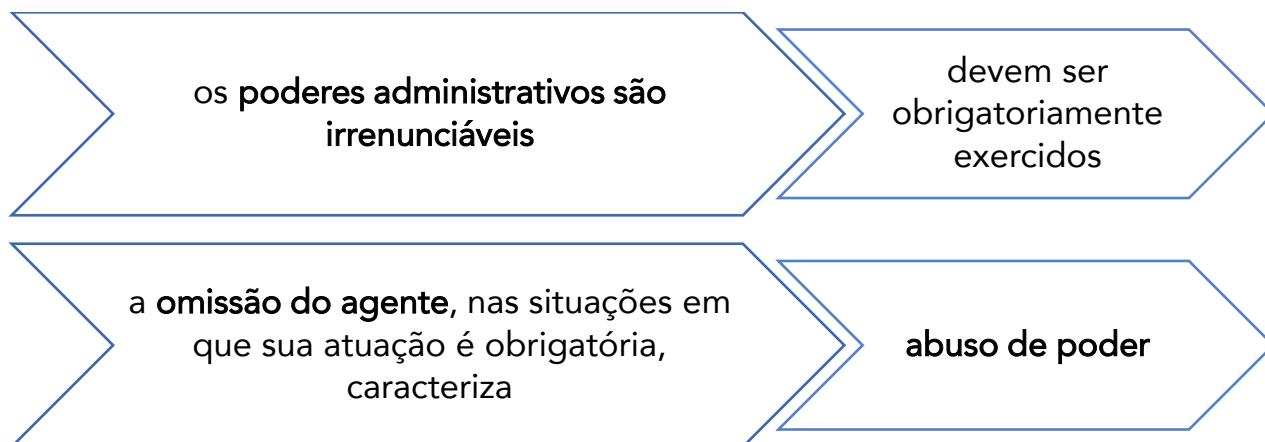 os poderes administrativos são
irrenunciáveis
devem ser
obrigatoriamente
exercidos
a omissão do agente, nas situações em
que sua atuação é obrigatória,
caracteriza
abuso de poder